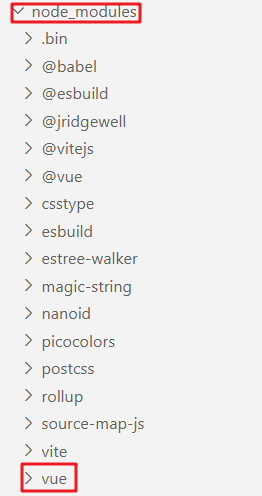 node_modules
.bin
@babel
@esbuild
@jridgewell
@vitejs
@vue
csstype
esbuild
estree-walker
magic-string
nanoid
picocolors
postcss
rollup
source-map-js
vite
vue